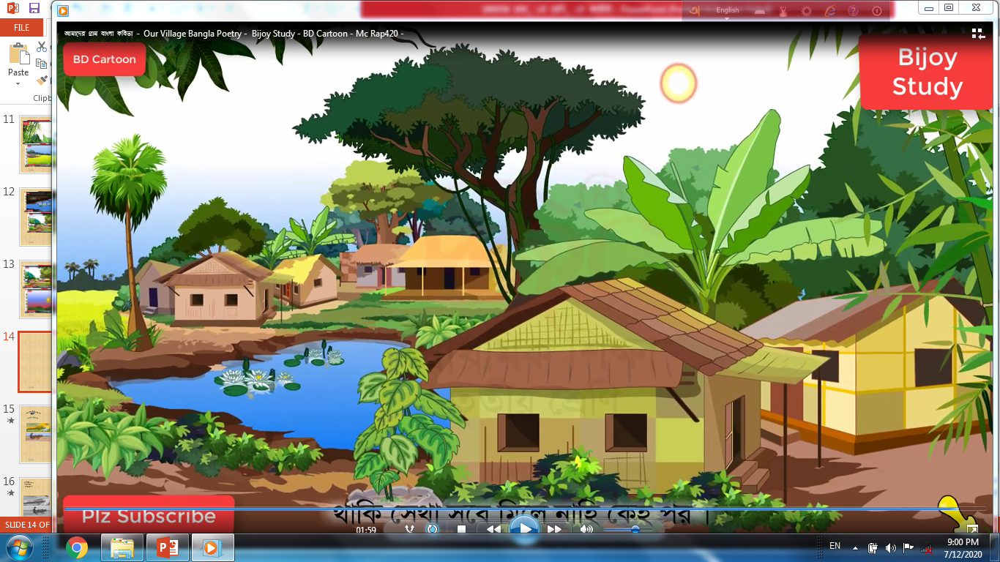 English
FILE
Paste
Clipb
আমাদের গ্রাম বাংলা কবিতা - Our Village Bangla Poetry - Bijoy Study - BD Cartoon - Mc Rap420 -
BD Cartoon
Bijoy
Study
11
12
13
14
15
16
থাকি সেথা সবে মিলে নাহি কেহ পর ।
Plz Subscribe
01:59
SLIDE 14 OF
EN
9:00 PM
7/12/2020